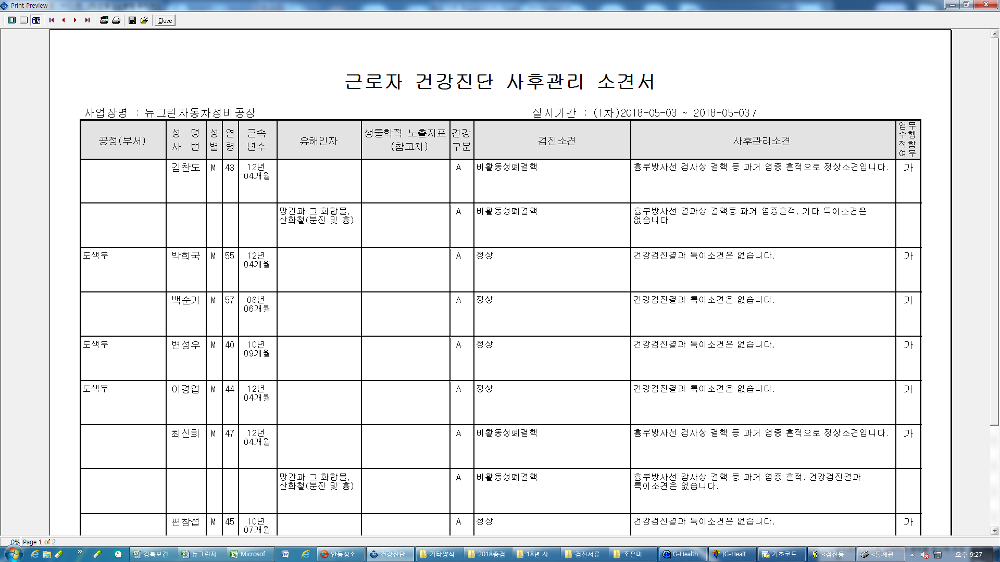 Print Preview
Close
근로자 건강진단 사후관리 소견서
사업장명 : 뉴그린자동차정비공장 실시기간 : (1차)2018-05-03 ~ 2018-05-03 /
공정(부서) 성 명 사 번 성별 연령 근속 년수 유해인자 생물학적 노출지표 (참고치) 건강 구분 검진소견 사후관리소견 업무 수행 적합 여부
김찬도 M 43 12년 A 비활동성폐결핵 흉부방사선 검사상 결핵 등 과거 염증 흔적으로 정상소견입니다. 가
04개월
망간과 그 화합물, A 비활동성폐결핵 흉부방사선 결과상 결핵등 과거 염증흔적. 기타 특이소견은
산화철(분진 및 흄) 없습니다.
도색부 박희국 M 55 12년 A 정상 건강검진결과 특이소견은 없습니다. 가
04개월
백순기 M 57 08년 A 정상 건강검진결과 특이소견은 없습니다. 가
06개월
도색부 변성우 M 40 10년 A 정상 건강검진결과 특이소견은 없습니다. 가
09개월
도색부 이경업 M 44 12년 A 정상 건강검진결과 특이소견은 없습니다. 가
04개월
최신희 M 47 12년 A 비활동성폐결핵 흉부방사선 검사상 결핵 등 과거 염증 흔적으로 정상소견입니다. 가
04개월
망간과 그 화합물, A 비활동성폐결핵 흉부방사선 감사상 결핵 등 과거 염증 흔적. 건강검진결과
산화철(분진 및 흄) 특이소견은 없습니다.
편창섭 M 45 10년 A 정상 건강검진결과 특이소견은 없습니다. 가
07개월
0% Page 1 of 2
경북보건... 뉴그린자... Microsof... 안동성소... 건강진단... 기타양식 2018종검 18년 사... 검진서류 조은미 G-Health... [G-Healt... 기초코드... <검진등... <통계관... 오후 9:27